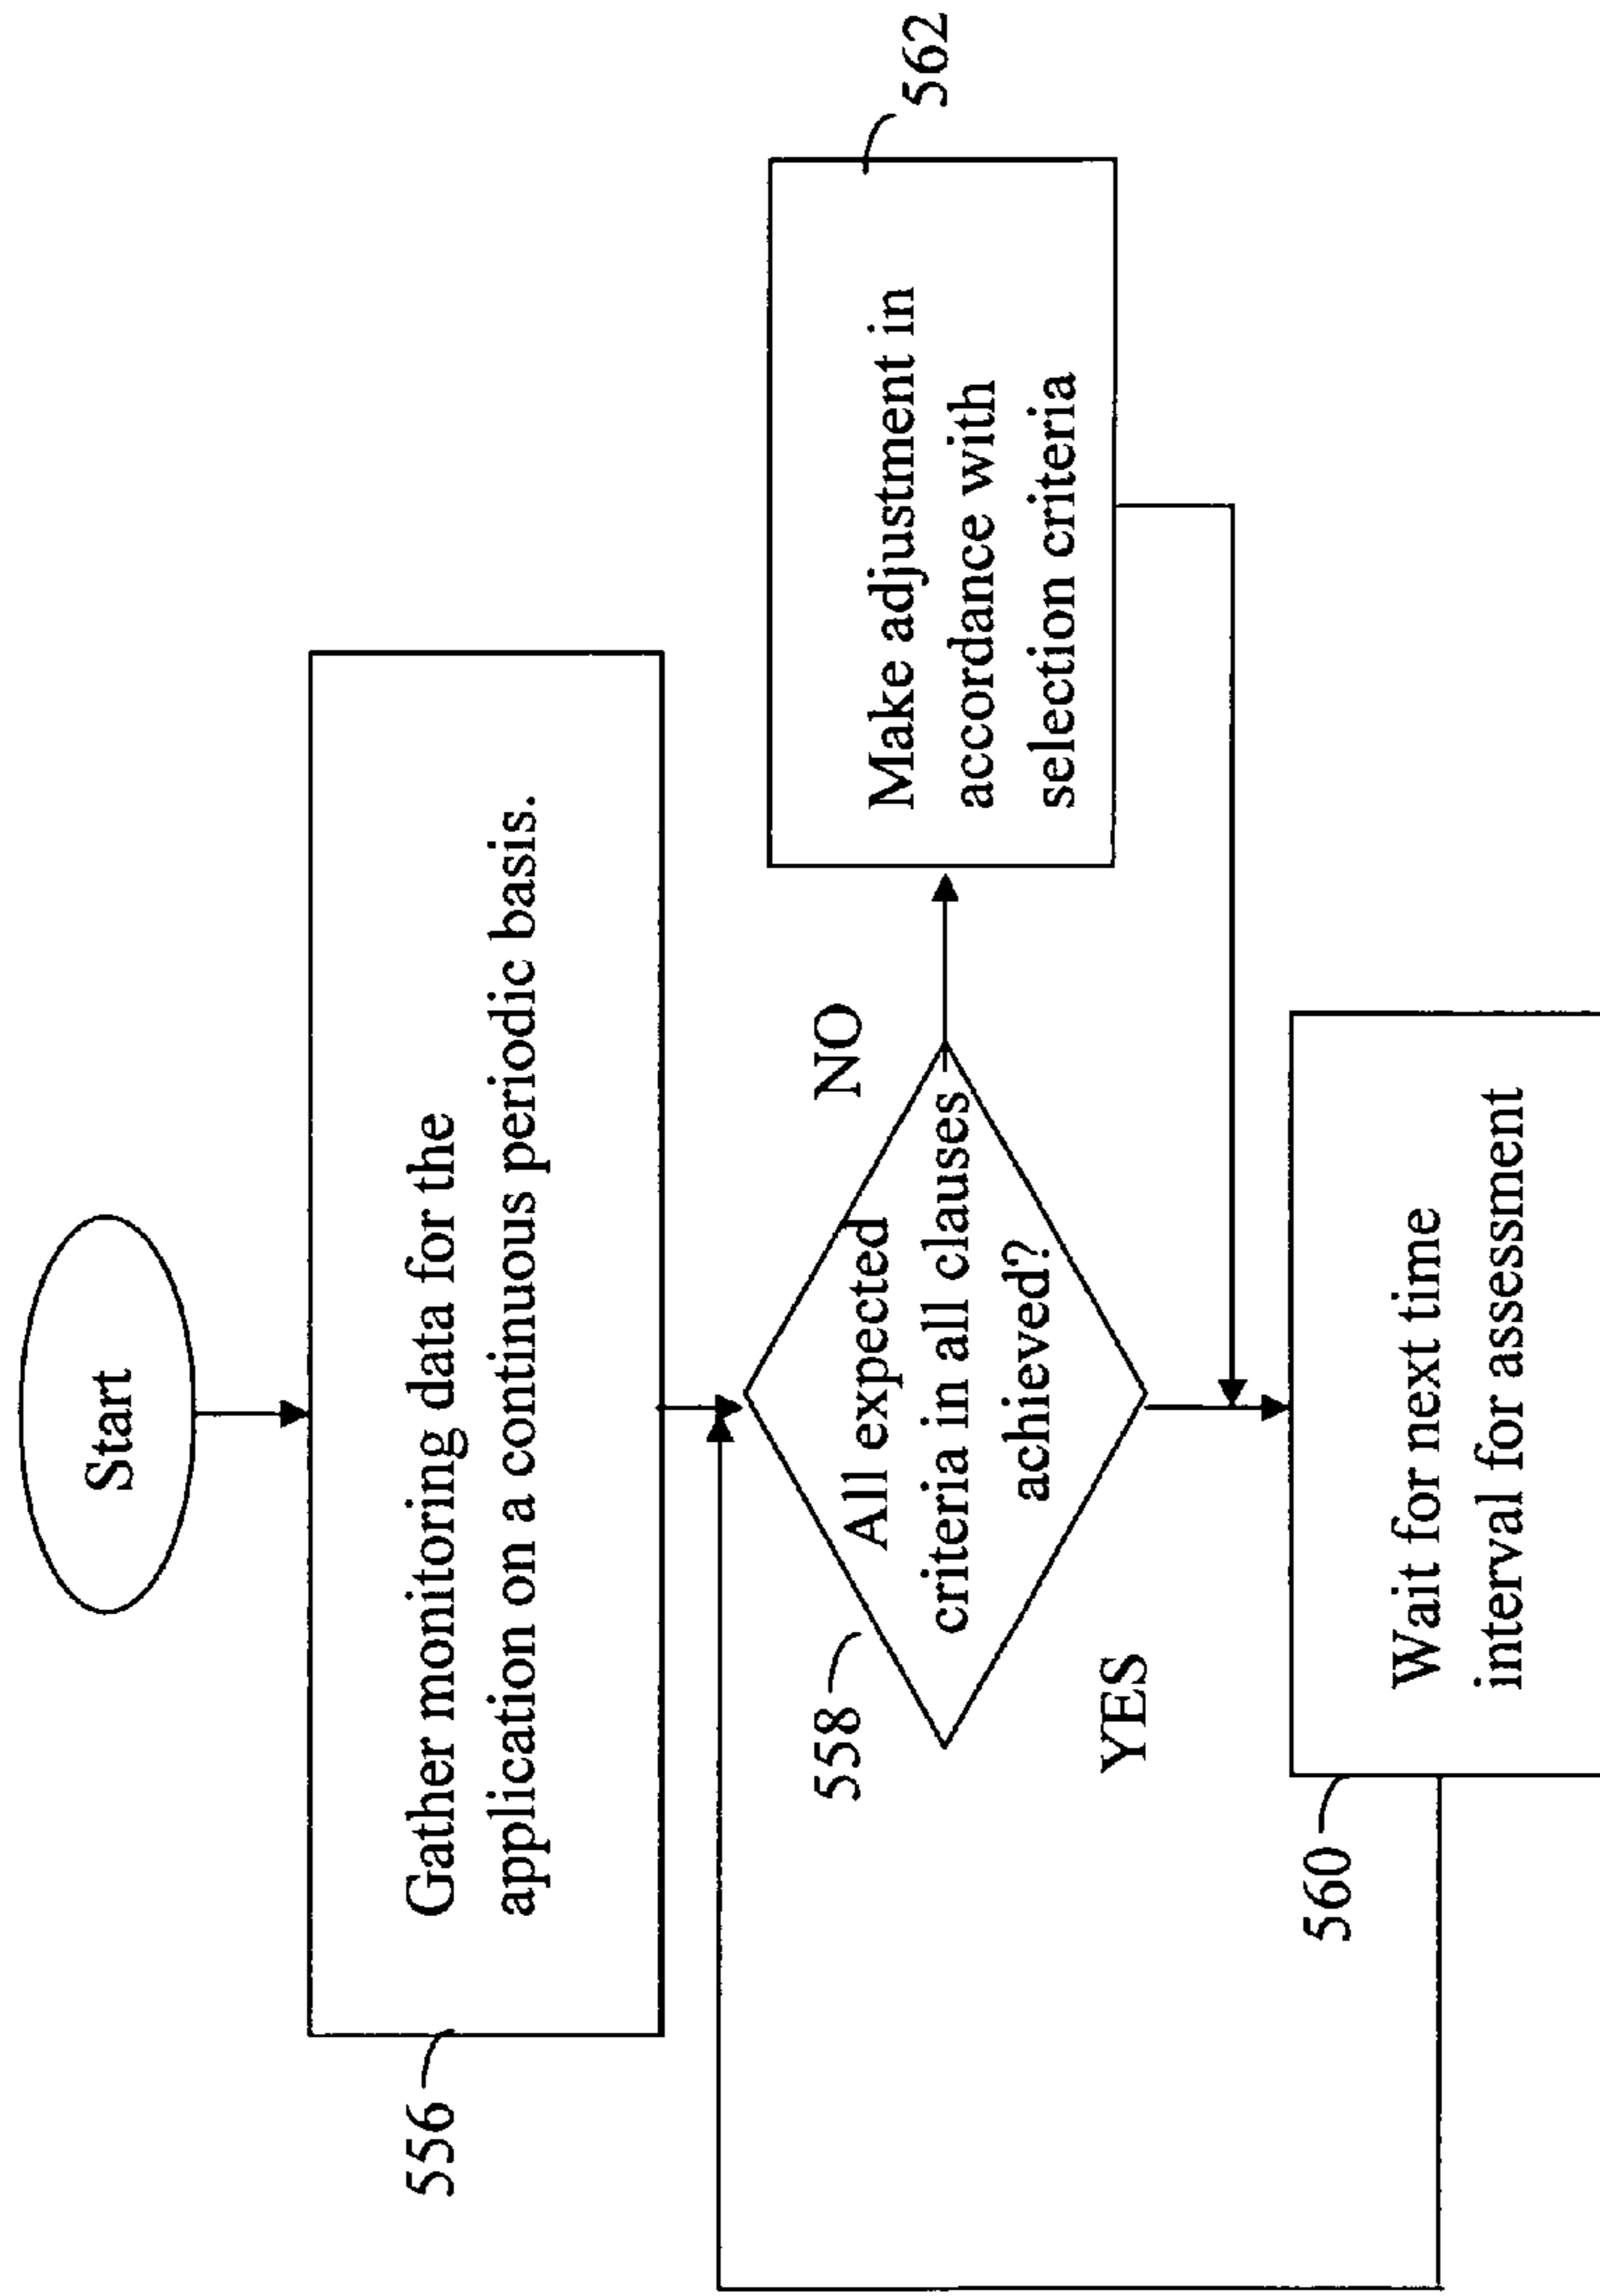 Start
556
Gather monitoring data for the
application on a continuous periodic basis.
558
All expected
criteria in all clauses
achieved?
NO
562
Make adjustment in
accordance with
selection criteria
YES
560
Wait for next time
interval for assessment